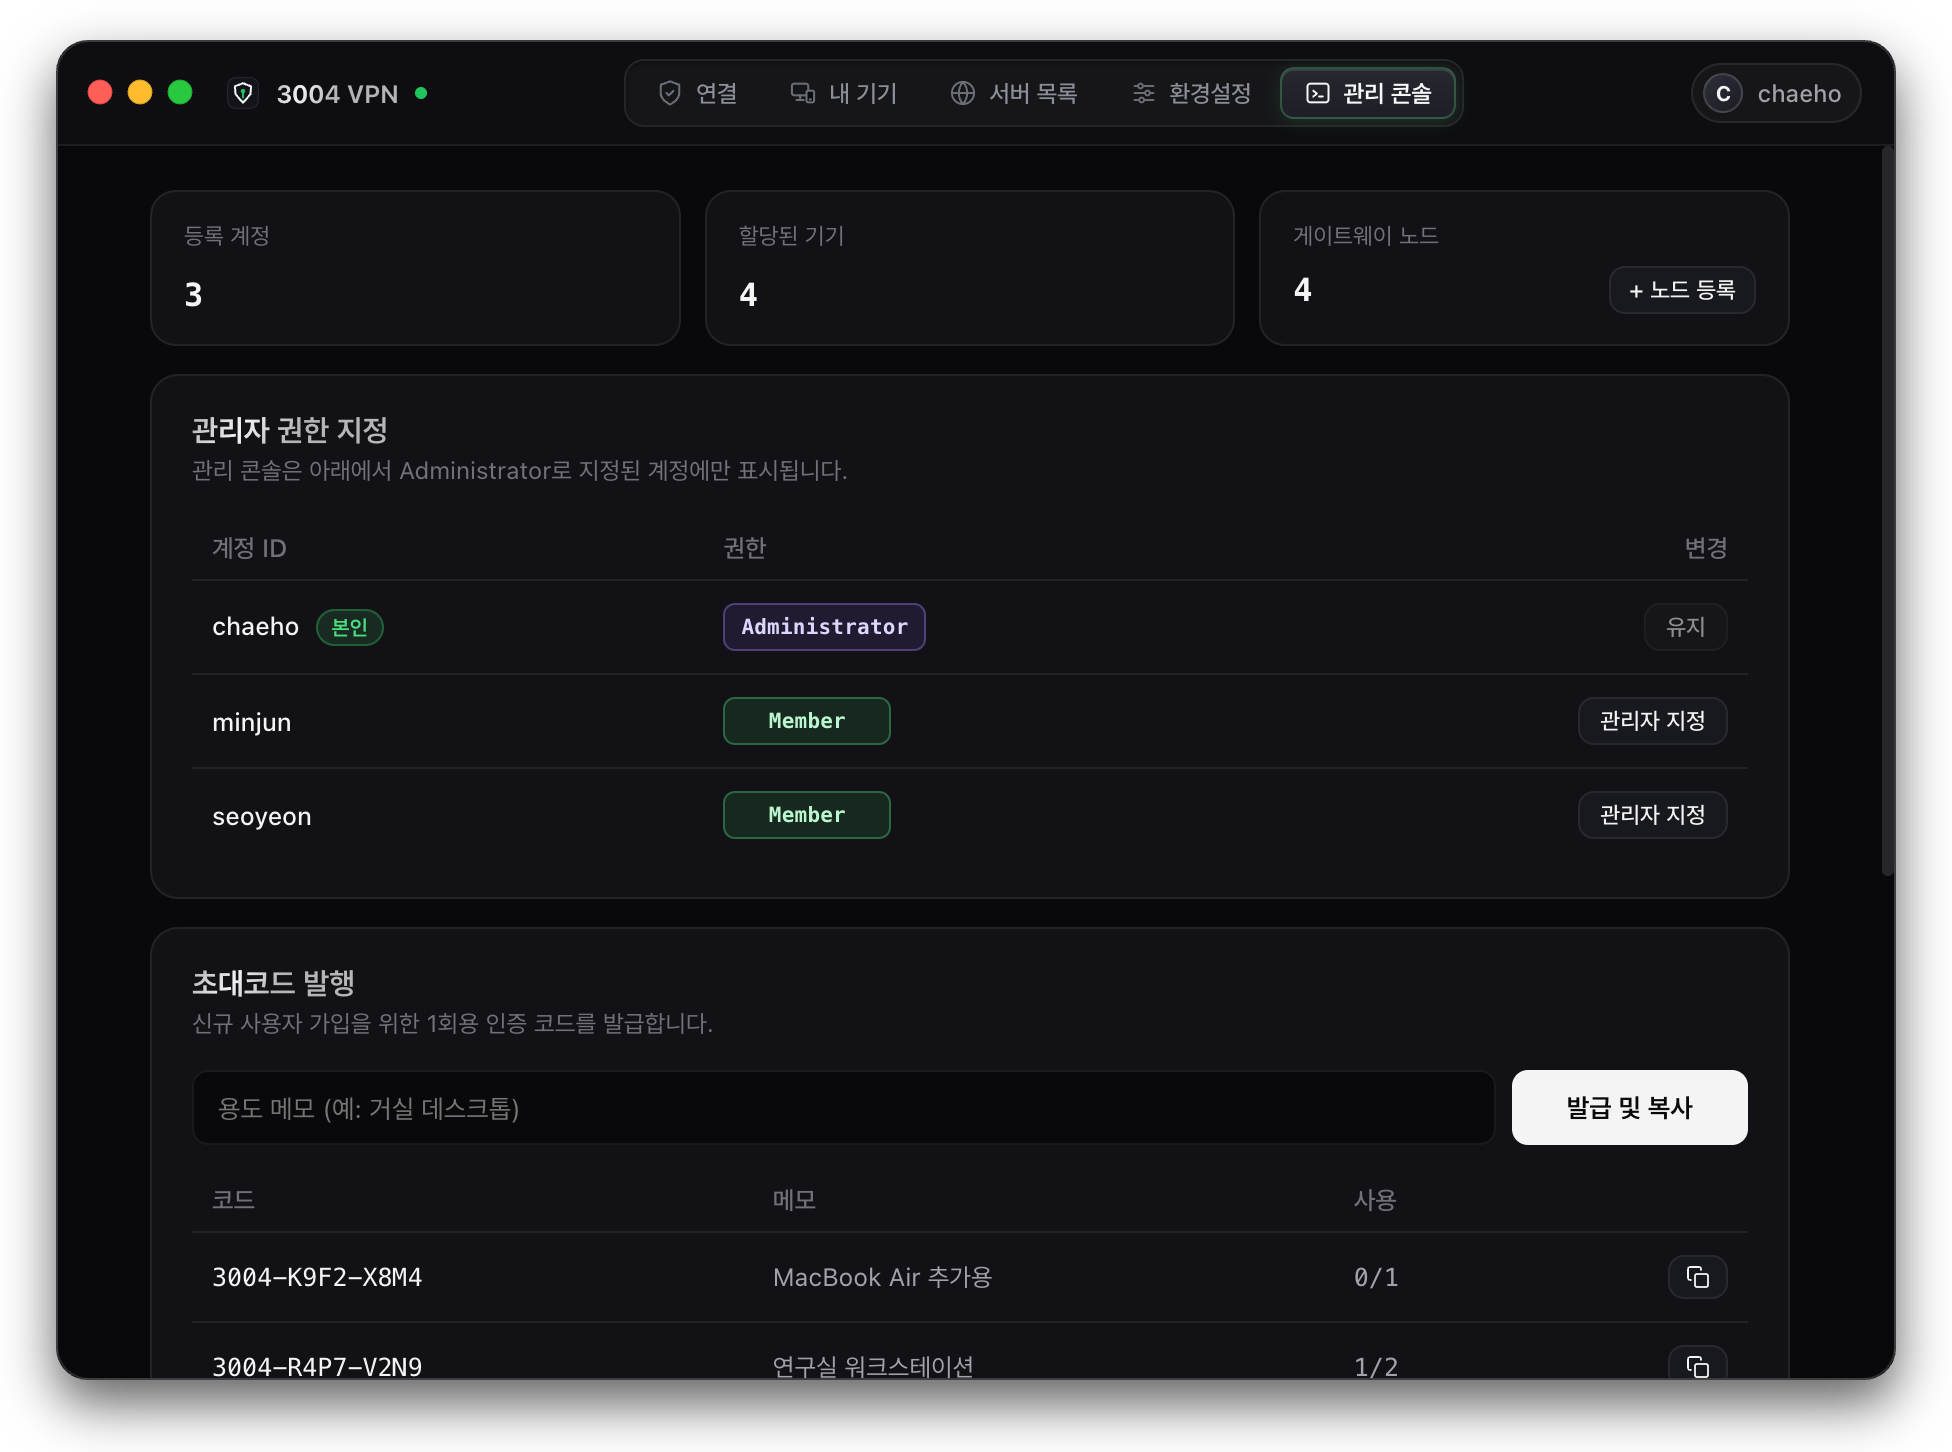 3004 VPN
연결
내 기기
서버 목록
환경설정
관리 콘솔
C
chaeho
등록 계정
3
할당된 기기
4
게이트웨이 노드
4
+ 노드 등록
관리자 권한 지정
관리 콘솔은 아래에서 Administrator로 지정된 계정에만 표시됩니다.
계정 ID 권한 변경
chaeho 본인 Administrator 유지
minjun Member 관리자 지정
seoyeon Member 관리자 지정
초대코드 발행
신규 사용자 가입을 위한 1회용 인증 코드를 발급합니다.
용도 메모 (예: 거실 데스크톱) 발급 및 복사
코드 메모 사용
3004-K9F2-X8M4 MacBook Air 추가용 0/1
3004-R4P7-V2N9 연구실 워크스테이션 1/2